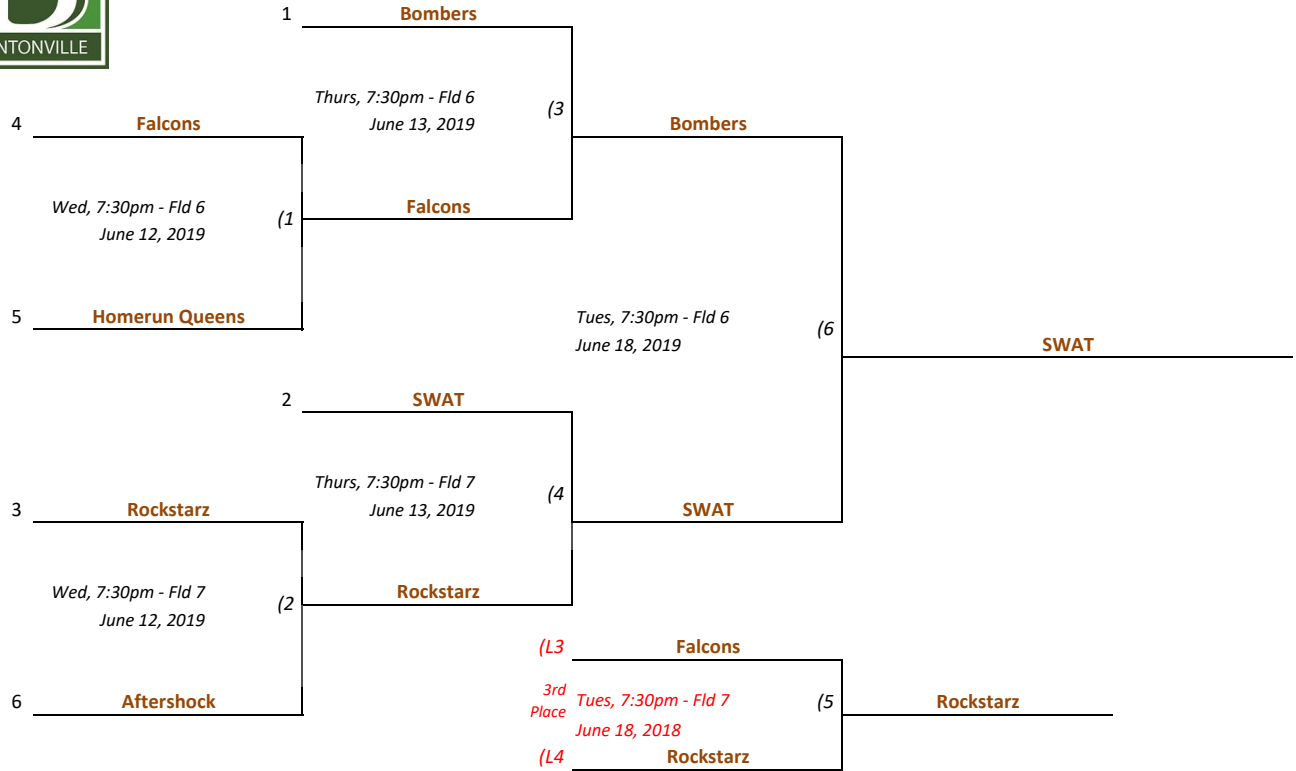 NTONVILLE
1 Bombers
Thurs, 7:30pm - Fld 6
June 13, 2019
(3
4 Falcons
Bombers
Wed, 7:30pm - Fld 6
June 12, 2019
(1
Falcons
5 Homerun Queens
Tues, 7:30pm - Fld 6
June 18, 2019
(6
SWAT
2 SWAT
Thurs, 7:30pm - Fld 7
June 13, 2019
(4
3 Rockstarz
SWAT
Wed, 7:30pm - Fld 7
June 12, 2019
(2
Rockstarz
6 Aftershock
(L3 Falcons
3rd
Place
Tues, 7:30pm - Fld 7
June 18, 2018
(5
Rockstarz
(L4 Rockstarz